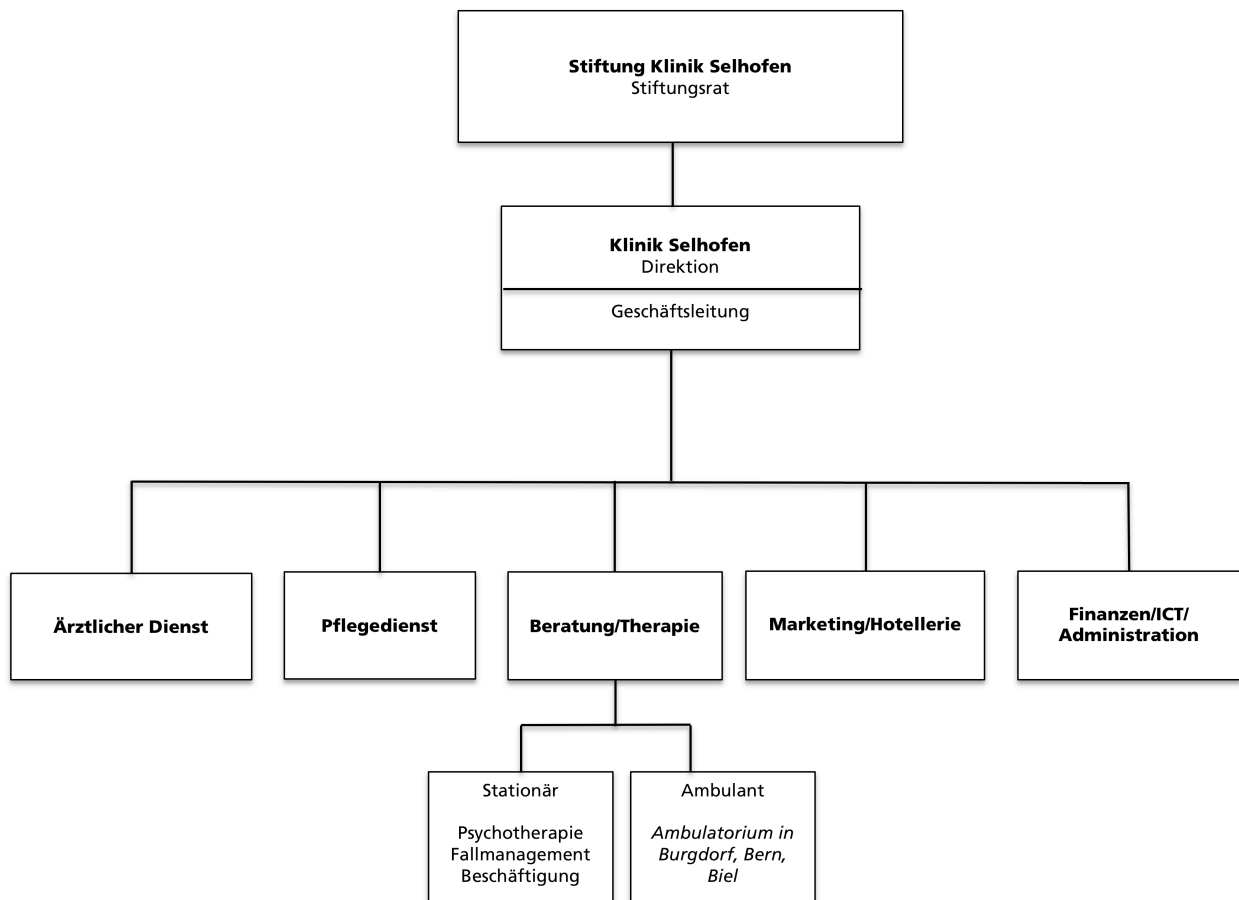 Stiftung Klinik Selhofen
Stiftungsrat
Klinik Selhofen
Direktion
Geschäftsleitung
Ärztlicher Dienst
Pflegedienst
Beratung/Therapie
Marketing/Hotellerie
Finanzen/ICT/
Administration
Stationär
Psychotherapie
Fallmanagement
Beschäftigung
Ambulant
Ambulatorium in
Burgdorf, Bern,
Biel